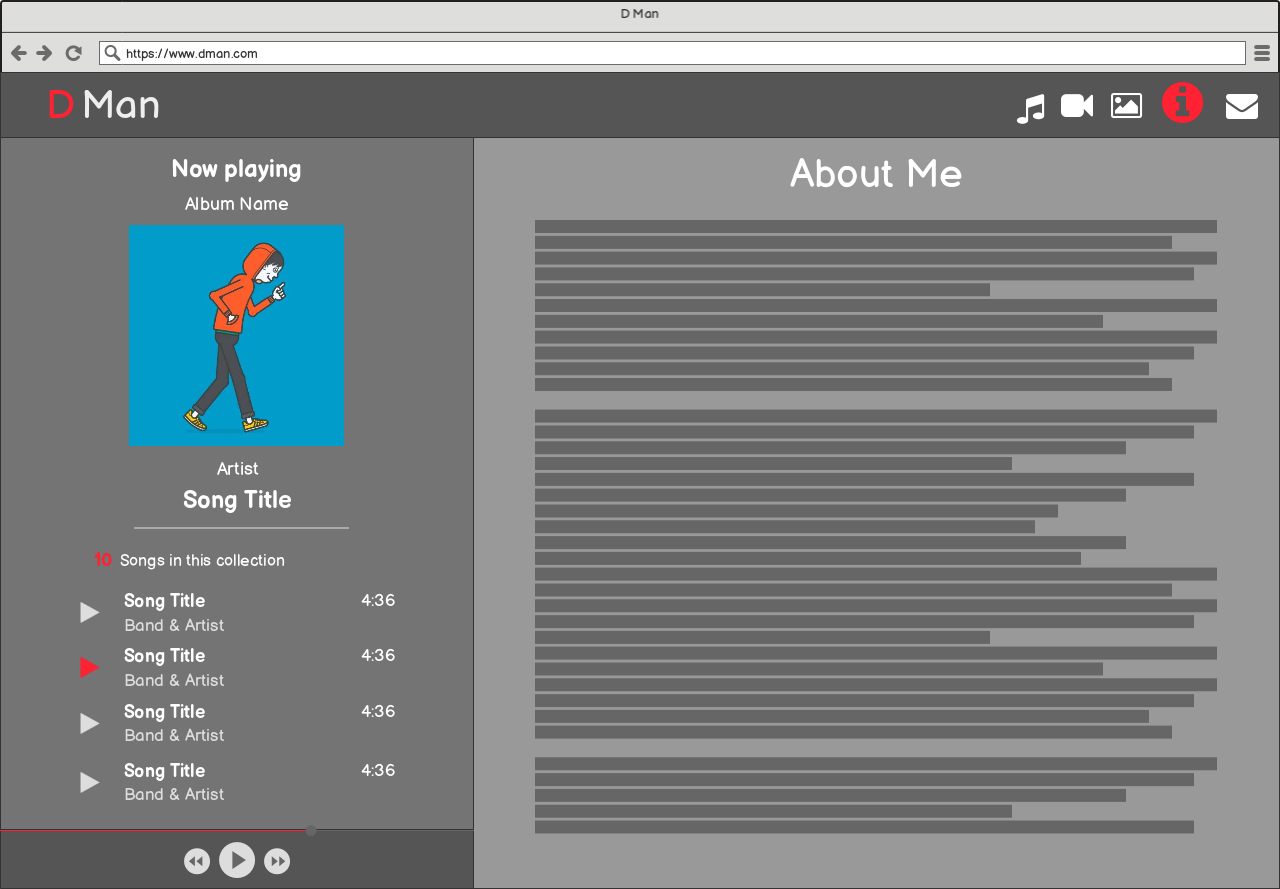 D Man
https://www.dman.com
D Man
Now playing
Album Name
Artist
Song Title
10 Songs in this collection
Song Title 4:36
Band & Artist
Song Title 4:36
Band & Artist
Song Title 4:36
Band & Artist
Song Title 4:36
Band & Artist
About Me